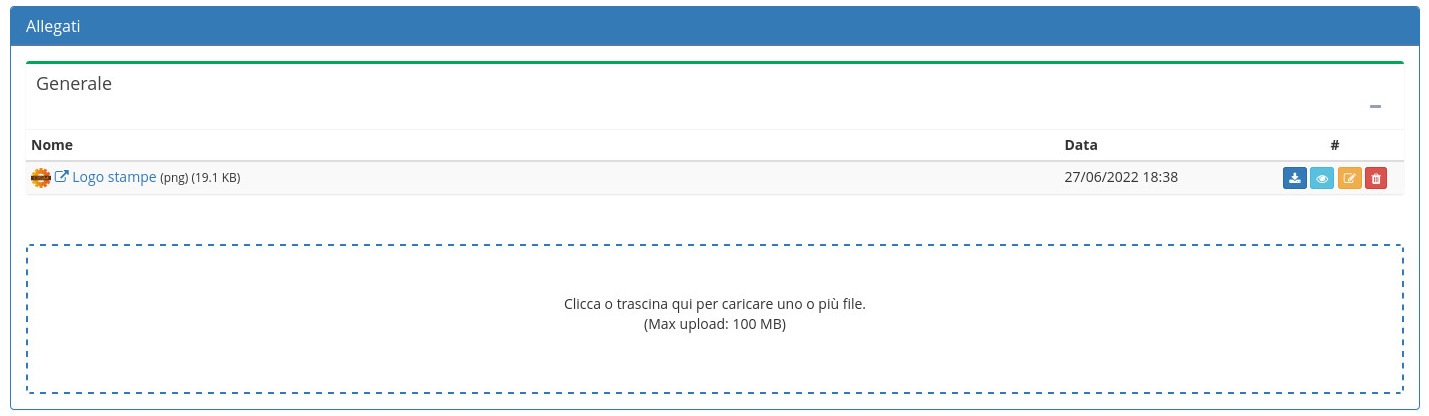 Allegati
Generale
Nome Data #
Logo stampe (png) (19.1 KB) 27/06/2022 18:38
Clicca o trascina qui per caricare uno o più file.
(Max upload: 100 MB)